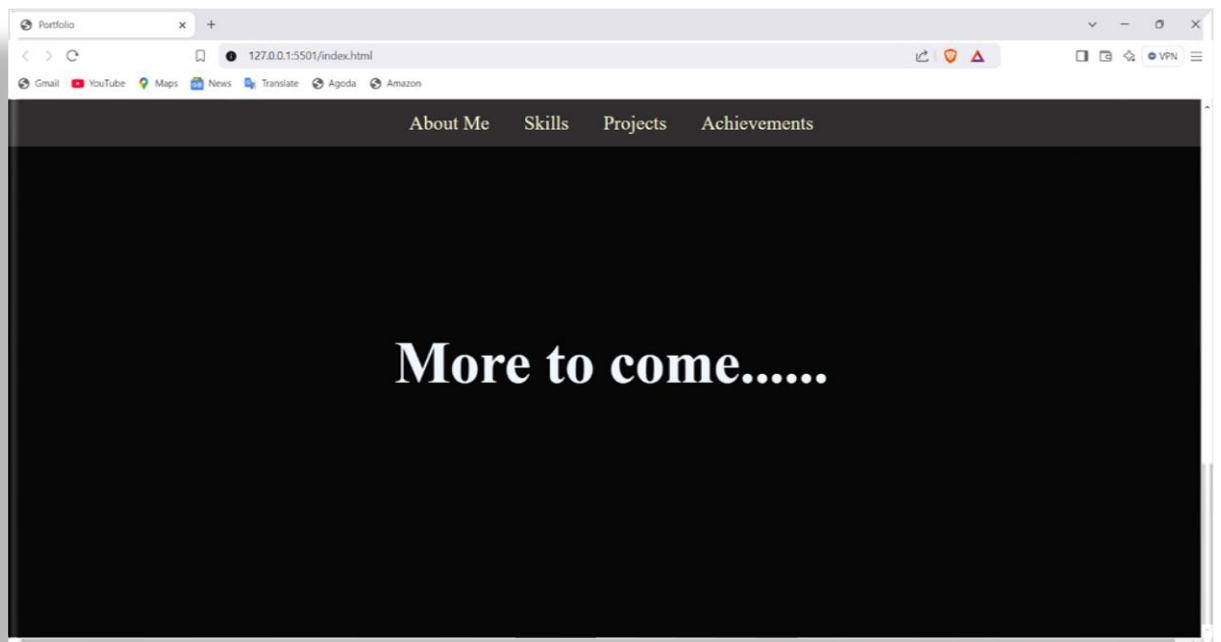 Portfolio
127.0.0.1:5501/index.html
VPN
Gmail YouTube Maps News Translate Agoda Amazon
About Me Skills Projects Achievements
More to come......